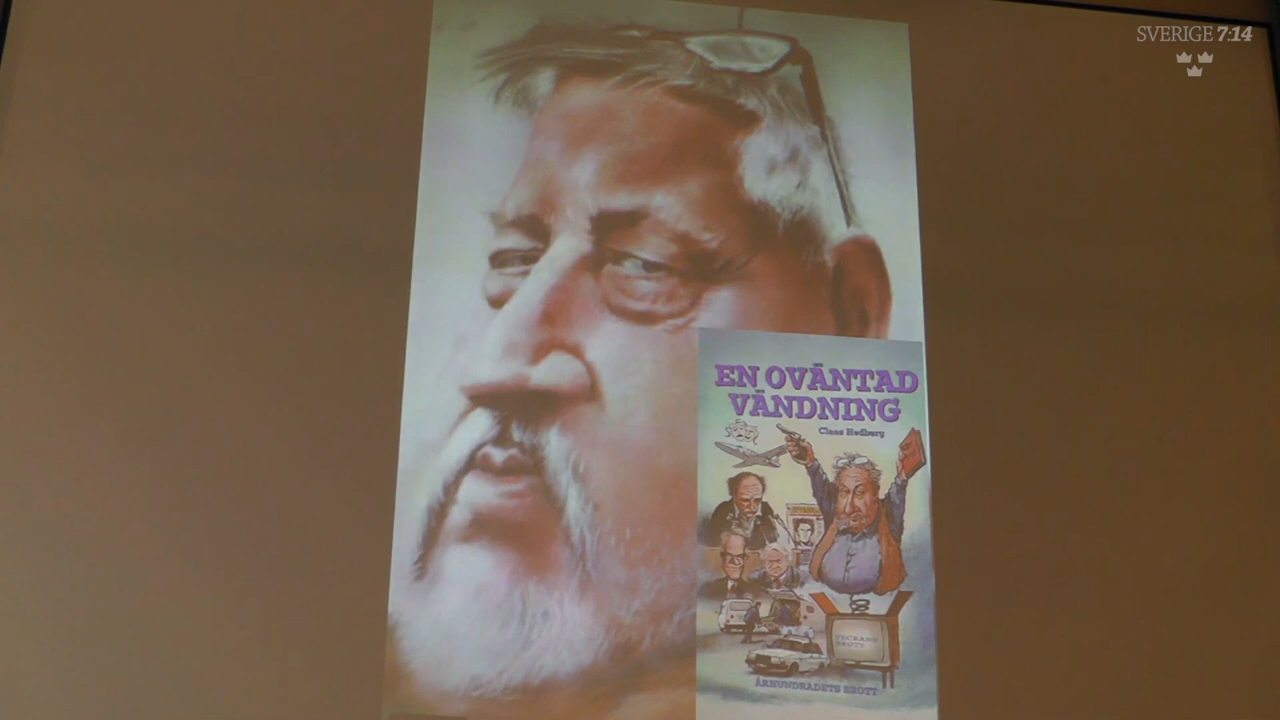 SVERIGE 7:14
EN OVÄNTAD
VÄNDNING
Claes Hedberg
VECKANS
BROTT
ÅRHUNDRADETS BROTT